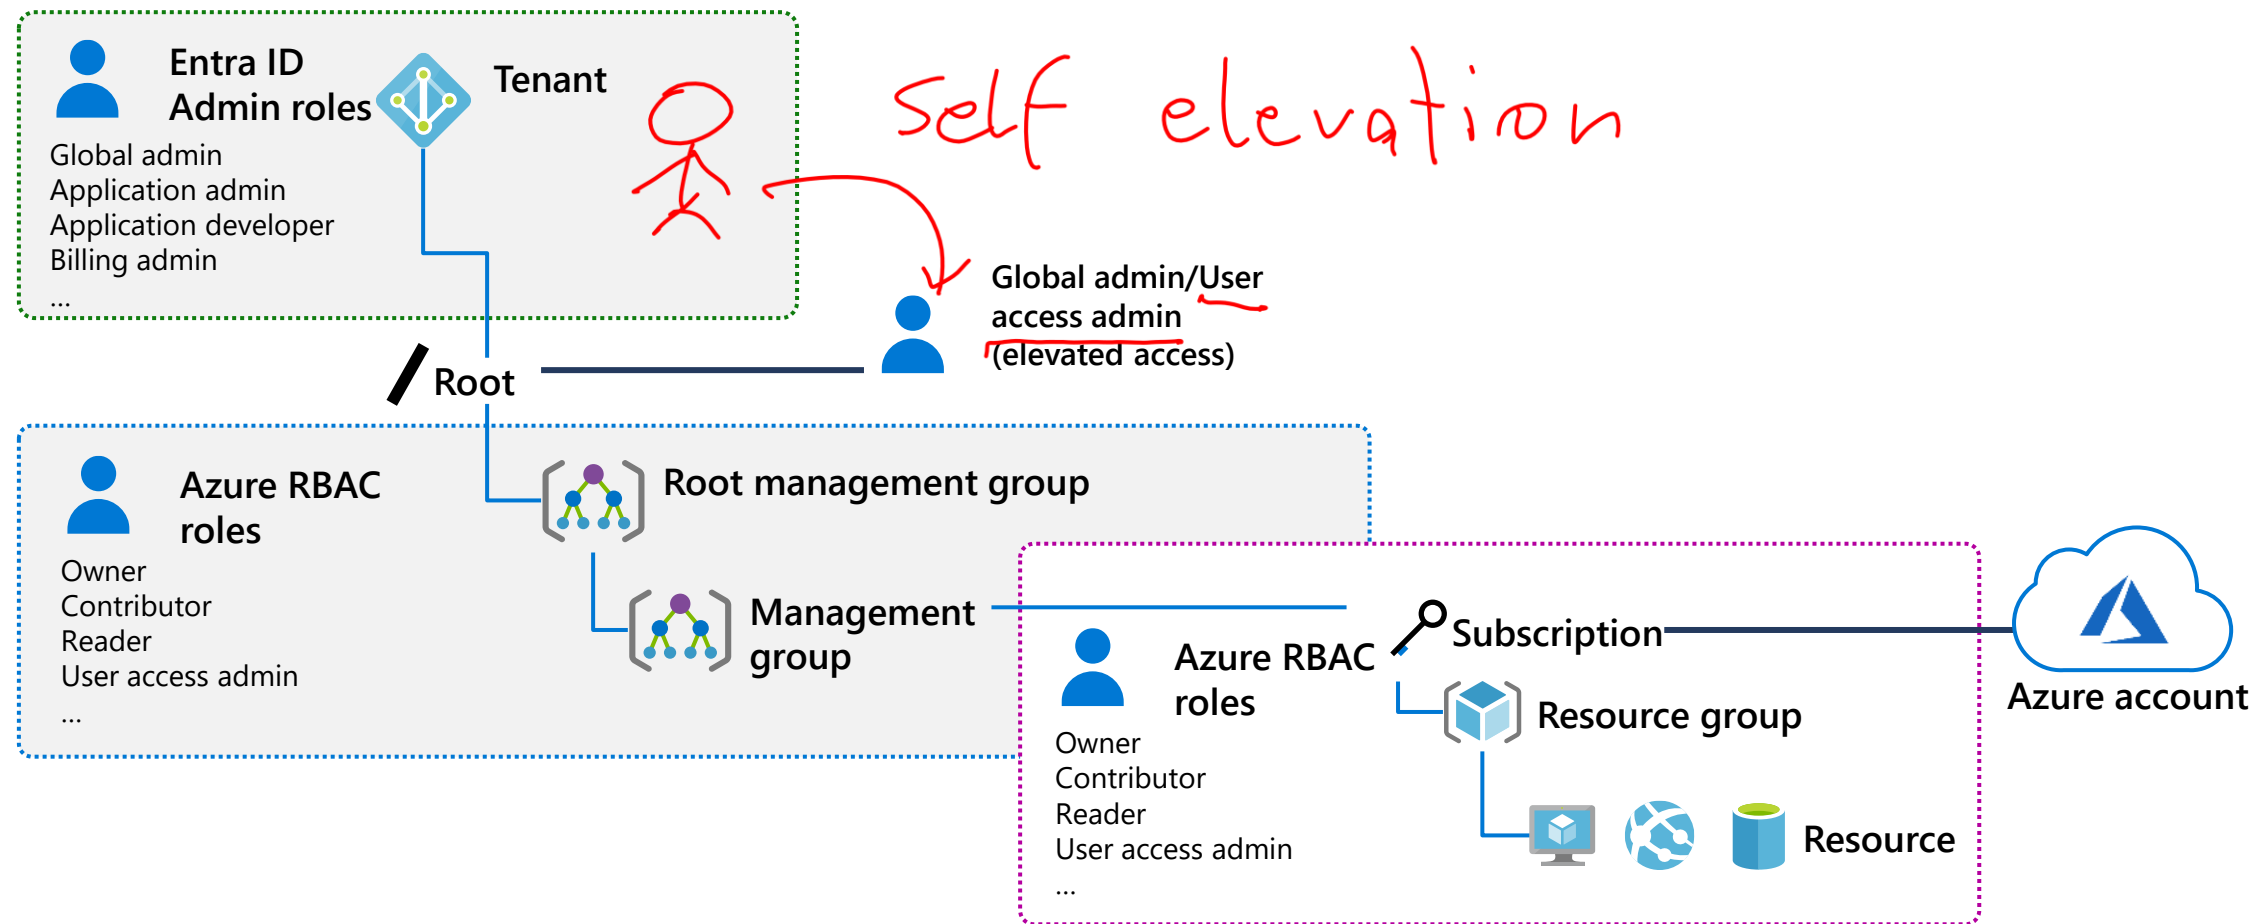 Entra ID
Admin roles
Tenant
Self elevation
Global admin
Application admin
Application developer
Billing admin
...
Global admin/User
access admin
(elevated access)
Root
Azure RBAC
roles
Root management group
Owner
Contributor
Reader
User access admin
...
Management
group
Azure RBAC
roles
Subscription
Resource group
Azure account
Owner
Contributor
Reader
User access admin
...
Resource